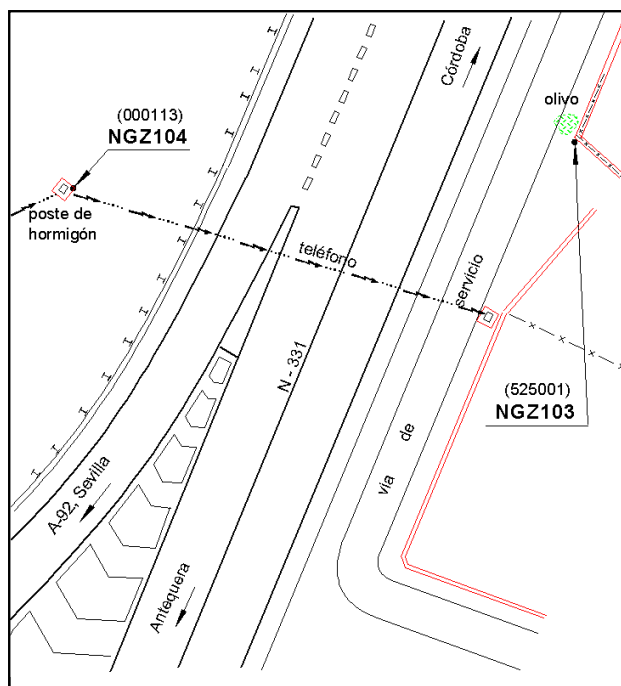 Córdoba
olivo
(000113)
NGZ104
poste de
hormigón
teléfono
servicio
de
vía
N - 331
(525001)
NGZ103
A-92, Sevilla
Antequera